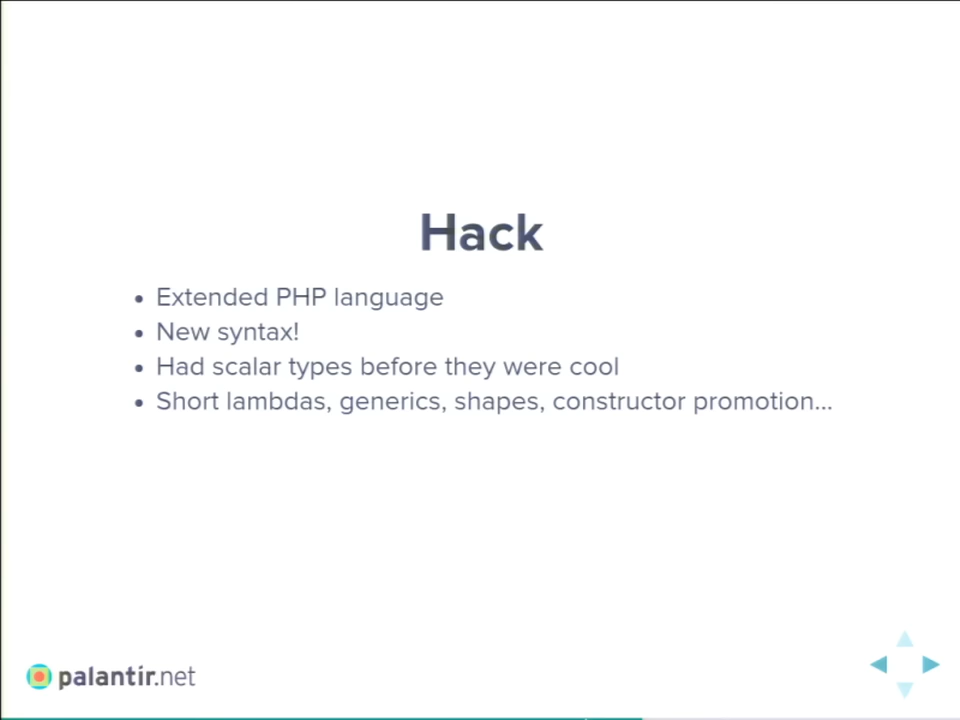 Hack
• Extended PHP language
• New syntax!
• Had scalar types before they were cool
• Short lambdas, generics, shapes, constructor promotion...
palantir.net